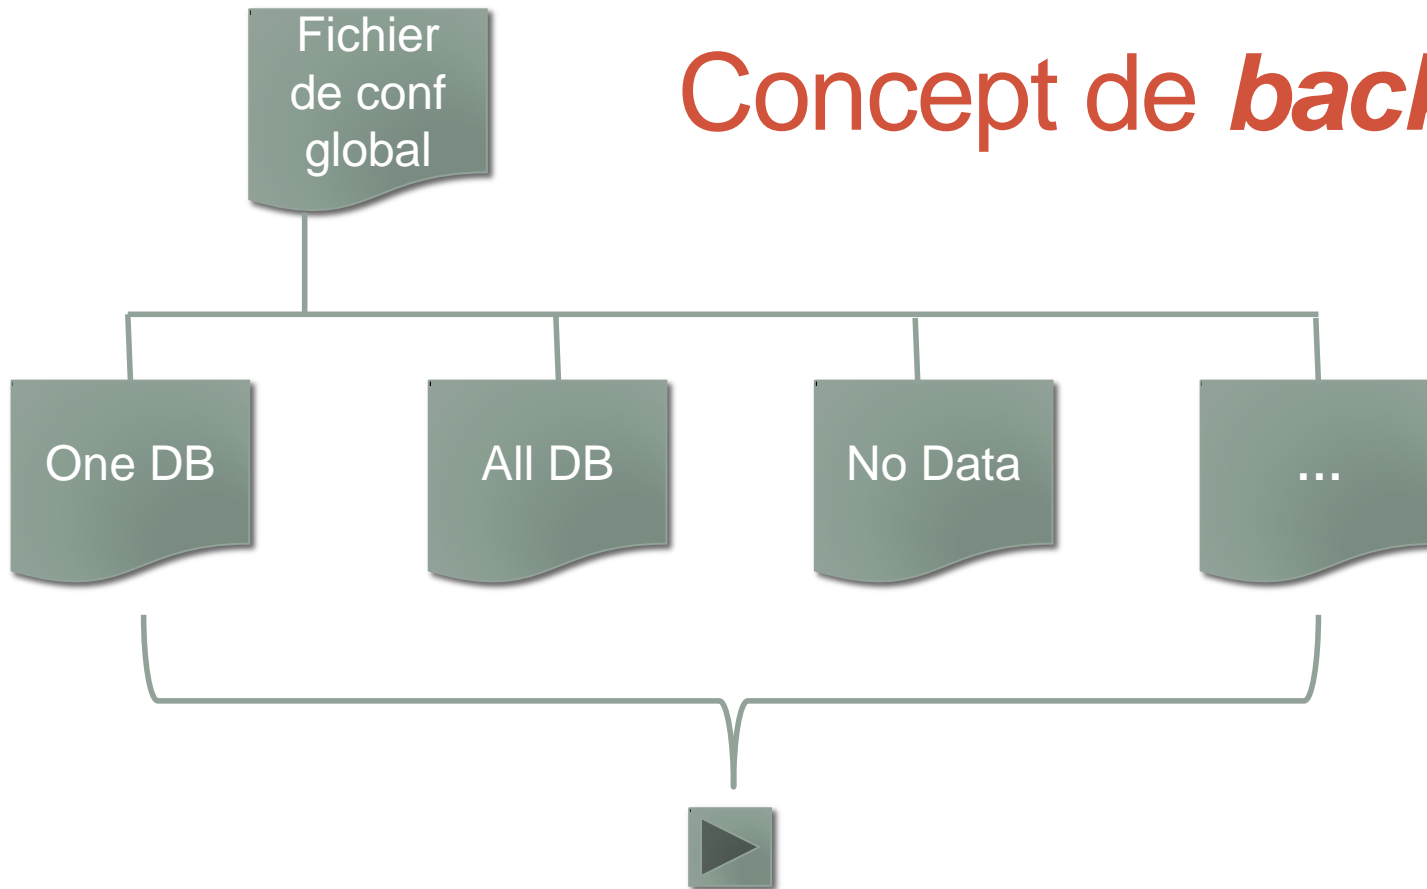 Fichier
de conf
global
Concept de
One DB
All DB
No Data
...